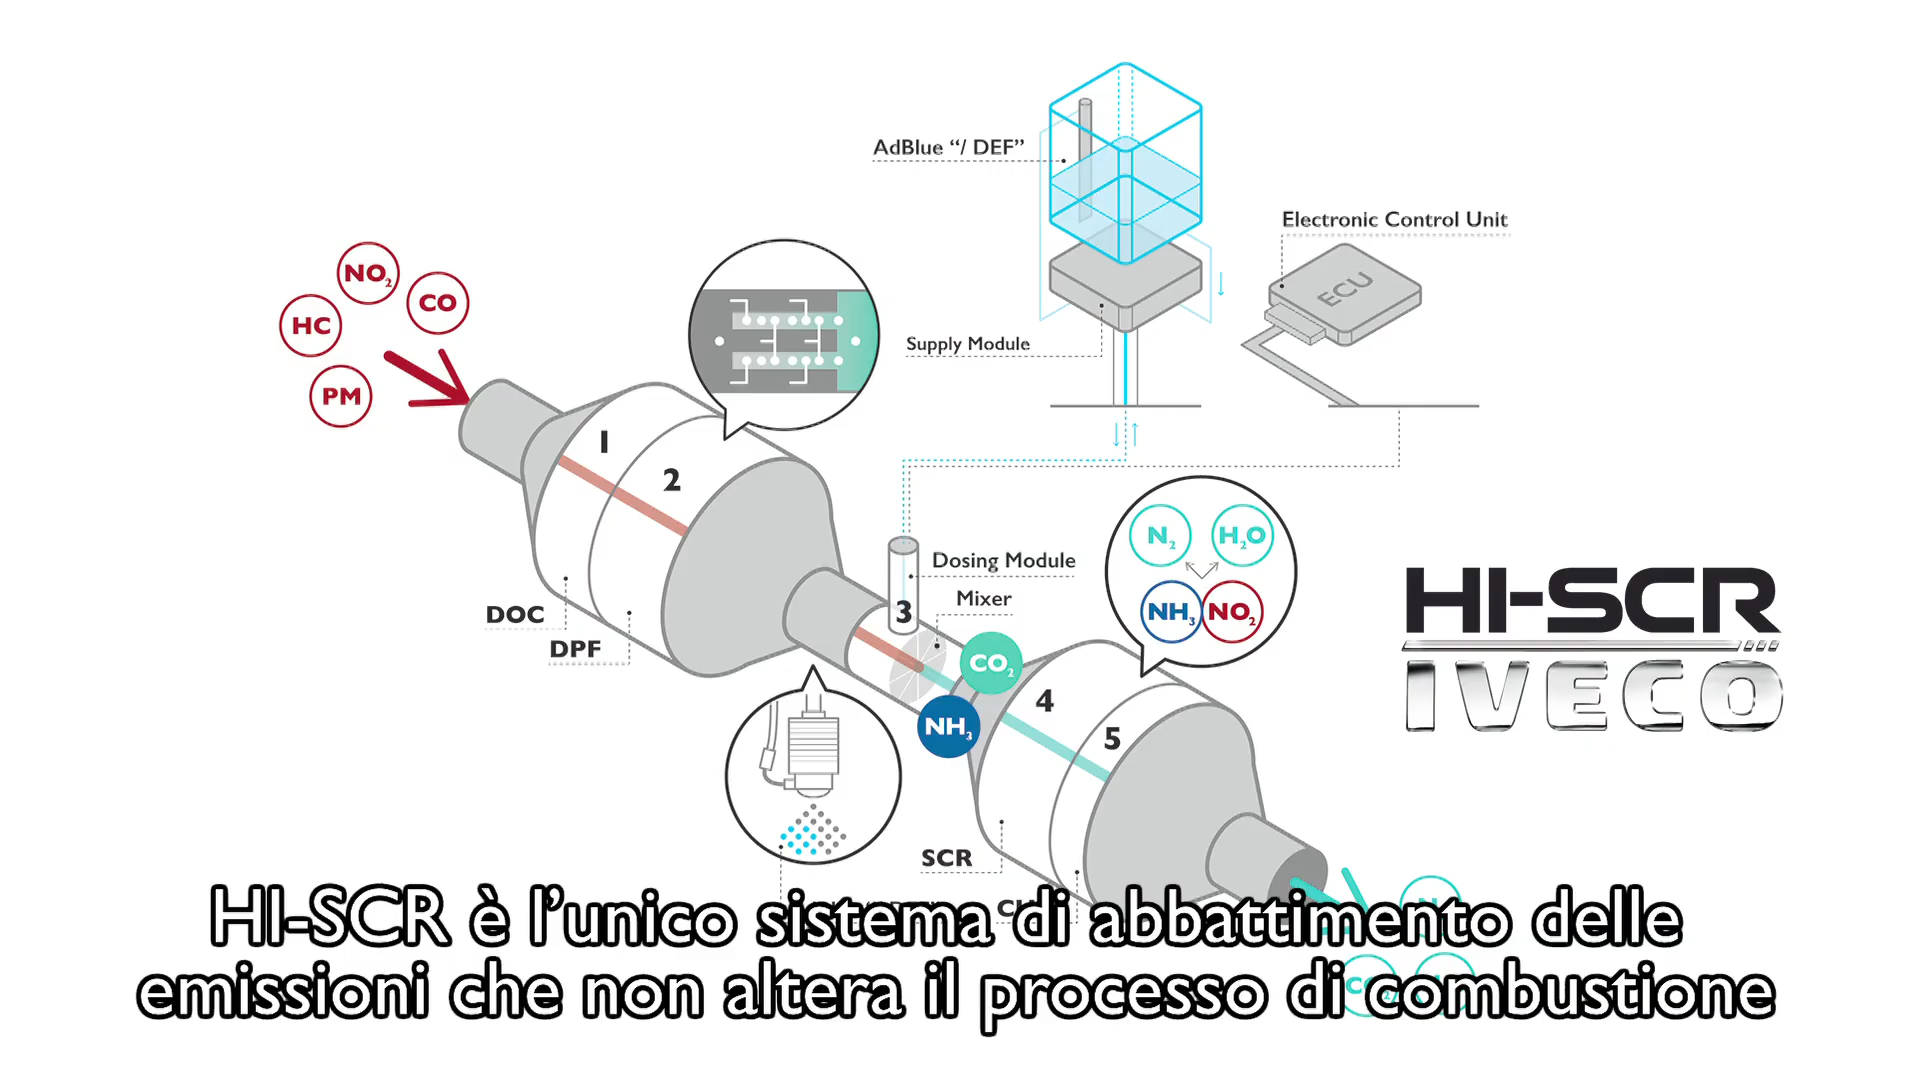 AdBlue “/ DEF”
Electronic Control Unit
ECU
Supply Module
NO₂
CO
HC
PM
1
2
3
4
5
DOC
DPF
Dosing Module
Mixer
N₂
H₂O
NH₃
NO₂
CO₂
NH₃
SCR
HI-SCR
IVECO
CO₂
HI-SCR è l’unico sistema di abbattimento delle
emissioni che non altera il processo di combustione